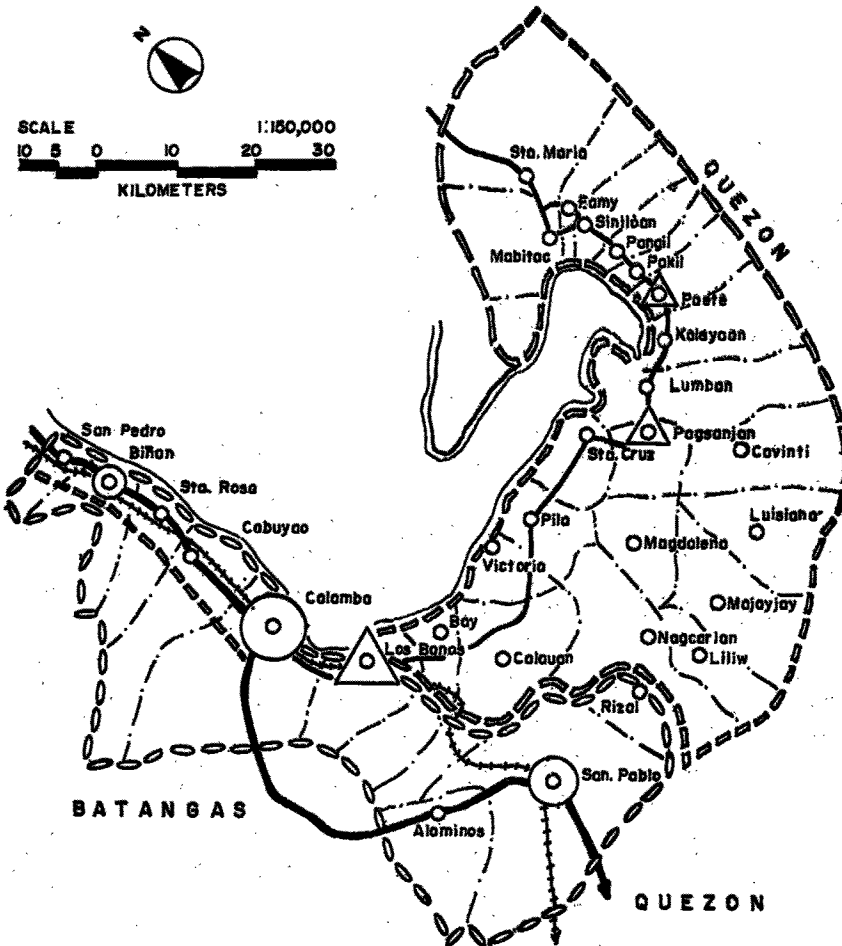 N
SCALE 1:150,000
10 5 0 10 20 30
KILOMETERS
QUEZON
Sta. Maria
Famy
Siniloan
Mabitac
Pangil
Pakil
Paete
Kalayaan
Lumban
Pagsanjan
Sta. Cruz
Cavinti
San Pedro
Biñan
Sta. Rosa
Cabuyao
Pila
Luisiana
Victoria
Magdalena
Calamba
Majayjay
Bay
Nagcarlan
Los Banos
Calauan
Liliw
Rizal
San. Pablo
BATANGAS
Alaminos
QUEZON